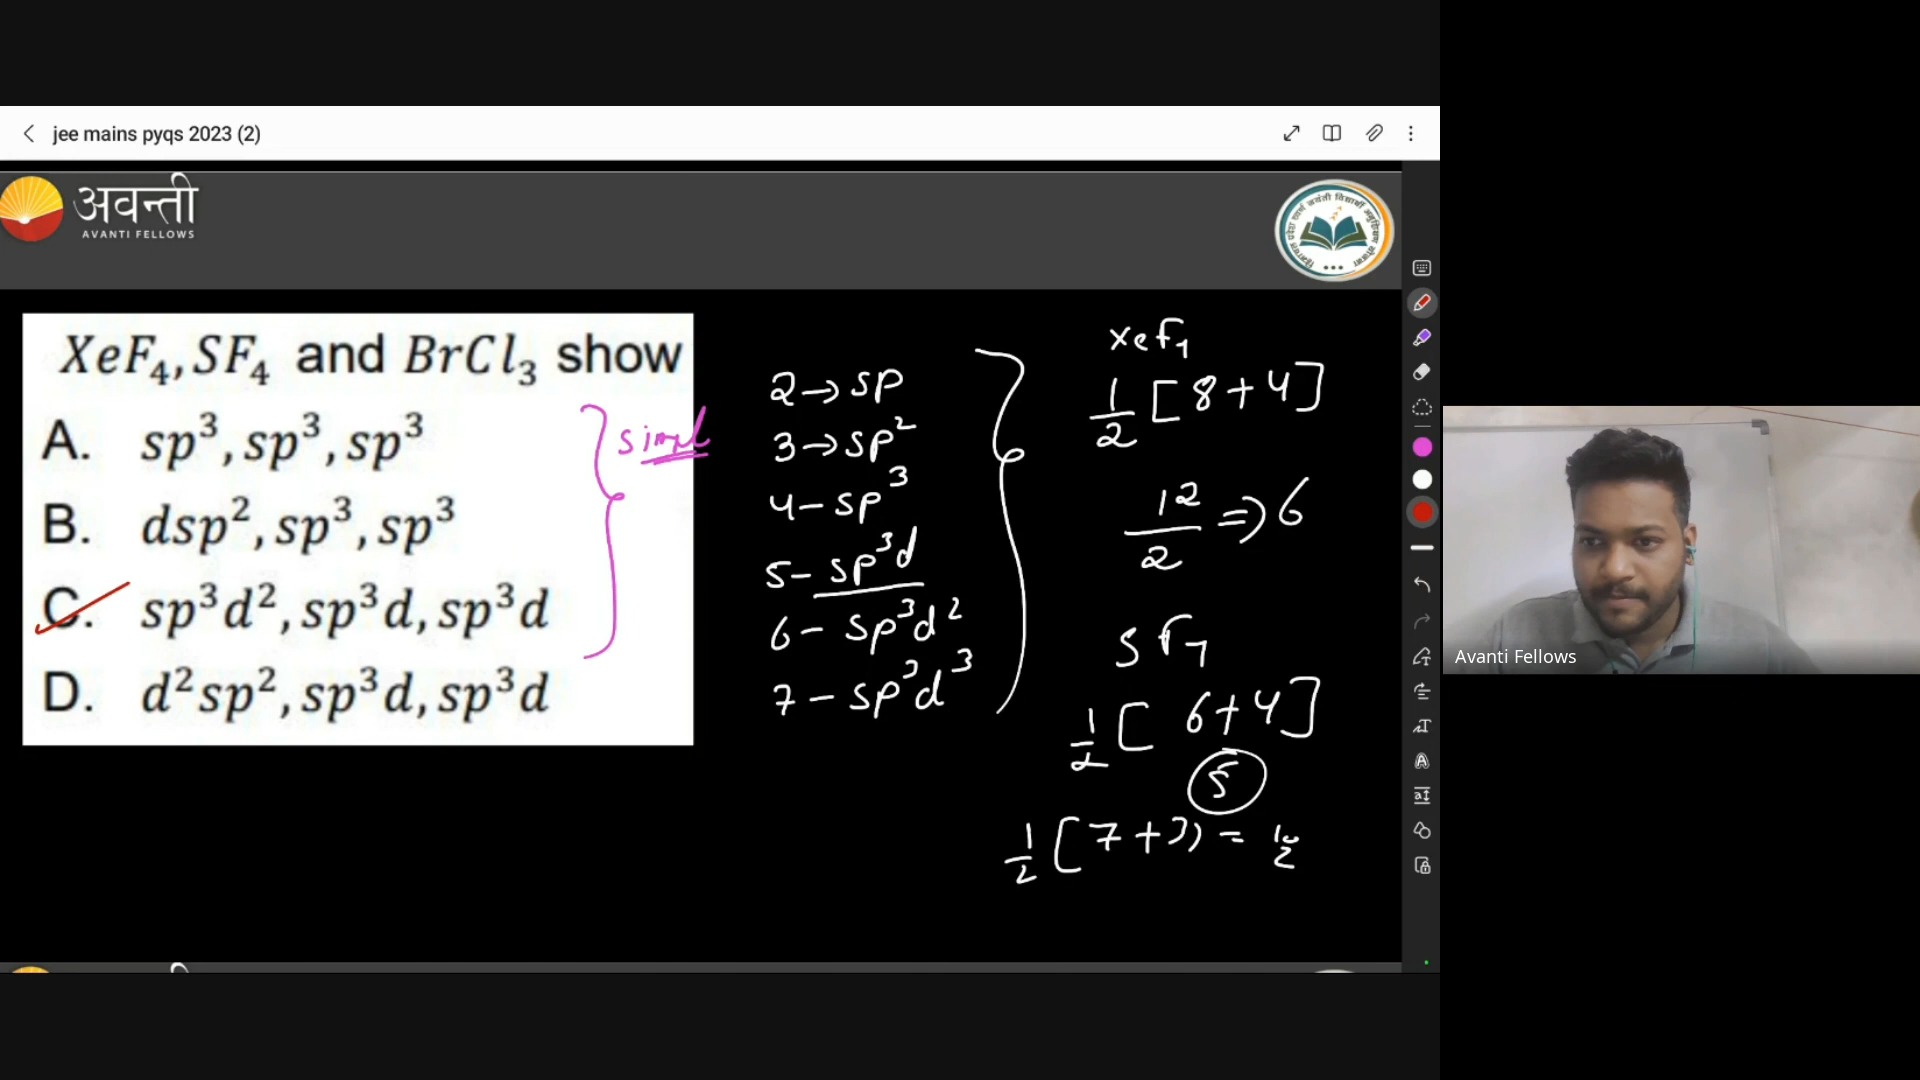 jee mains pyqs 2023 (2)
अवन्ती
AVANTI FELLOWS
XeF₄, SF₄ and BrCl₃ show
A. sp³, sp³, sp³
B. dsp², sp³, sp³
C. sp³d², sp³d, sp³d
D. d²sp², sp³d, sp³d
simpl
2→sp
3→sp²
4–sp³
5–sp³d
6–sp³d²
7–sp³d³
XeF₄
1/2 [8+4]
12/2 ⇒ 6
SF₄
1/2 [6+4]
5
1/2 [7+3) = 10/2
Avanti Fellows